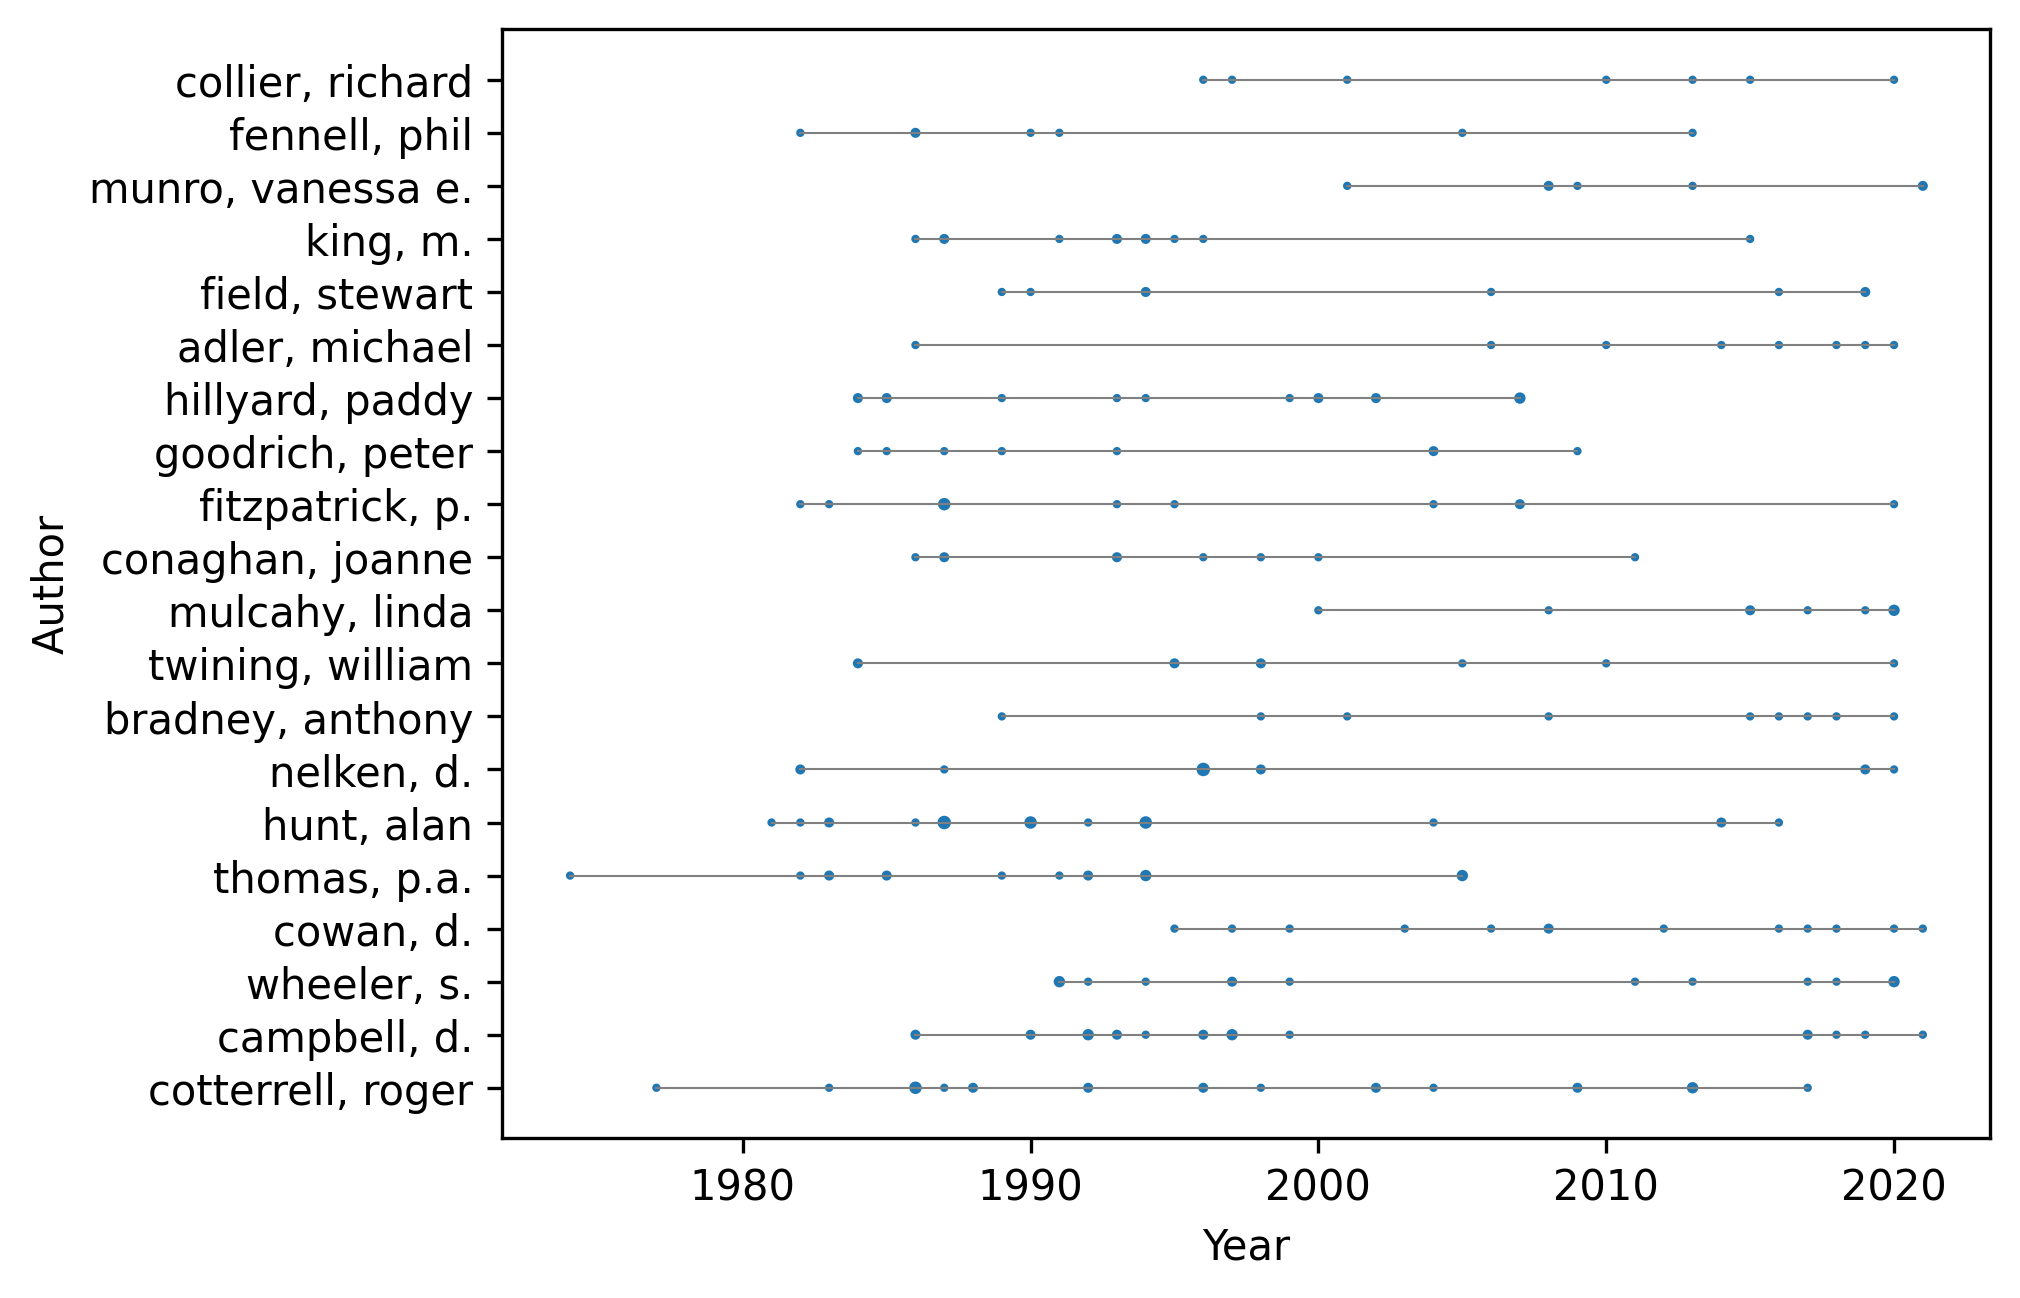 collier, richard
fennell, phil
munro, vanessa e.
king, m.
field, stewart
adler, michael
hillyard, paddy
goodrich, peter
fitzpatrick, p.
conaghan, joanne
mulcahy, linda
twining, william
bradney, anthony
nelken, d.
hunt, alan
thomas, p.a.
cowan, d.
wheeler, s.
campbell, d.
cotterrell, roger
Author
1980 1990 2000 2010 2020
Year